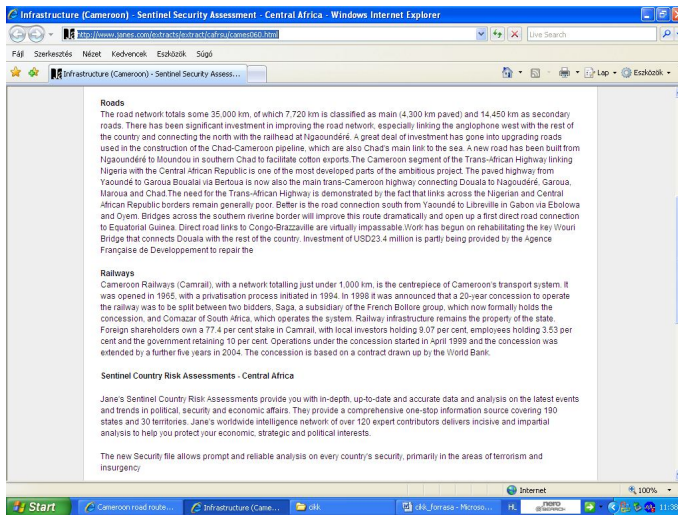 Infrastructure (Cameroon) - Sentinel Security Assessment - Central Africa - Windows Internet Explorer
http://www.janes.com/extracts/extract/cafrsu/cames060.html
Live Search
Fájl Szerkesztés Nézet Kedvencek Eszközök Súgó
Infrastructure (Cameroon) - Sentinel Security Assess...
Lap
Eszközök
Roads
The road network totals some 35,000 km, of which 7,720 km is classified as main (4,300 km paved) and 14,450 km as secondary
roads. There has been significant investment in improving the road network, especially linking the anglophone west with the rest of
the country and connecting the north with the railhead at Ngaoundéré. A great deal of investment has gone into upgrading roads
used in the construction of the Chad-Cameroon pipeline, which are also Chad's main link to the sea. A new road has been built from
Ngaoundéré to Moundou in southern Chad to facilitate cotton exports.The Cameroon segment of the Trans-African Highway linking
Nigeria with the Central African Republic is one of the most developed parts of the ambitious project. The paved highway from
Yaoundé to Garoua Boualai via Bertoua is now also the main trans-Cameroon highway connecting Douala to Nagoudéré, Garoua,
Maroua and Chad.The need for the Trans-African Highway is demonstrated by the fact that links across the Nigerian and Central
African Republic borders remain generally poor. Better is the road connection south from Yaoundé to Libreville in Gabon via Ebolowa
and Oyem. Bridges across the southern riverine border will improve this route dramatically and open up a first direct road connection
to Equatorial Guinea. Direct road links to Congo-Brazzaville are virtually impassable.Work has begun on rehabilitating the key Wouri
Bridge that connects Douala with the rest of the country. Investment of USD23.4 million is partly being provided by the Agence
Française de Developpement to repair the
Railways
Cameroon Railways (Camrail), with a network totalling just under 1,000 km, is the centrepiece of Cameroon's transport system. It
was opened in 1965, with a privatisation process initiated in 1994. In 1998 it was announced that a 20-year concession to operate
the railway was to be split between two bidders, Saga, a subsidiary of the French Bollore group, which now formally holds the
concession, and Comazar of South Africa, which operates the system. Railway infrastructure remains the property of the state.
Foreign shareholders own a 77.4 per cent stake in Camrail, with local investors holding 9.07 per cent, employees holding 3.53 per
cent and the government retaining 10 per cent. Operations under the concession started in April 1999 and the concession was
extended by a further five years in 2004. The concession is based on a contract drawn up by the World Bank.
Sentinel Country Risk Assessments - Central Africa
Jane's Sentinel Country Risk Assessments provide you with in-depth, up-to-date and accurate data and analysis on the latest events
and trends in political, security and economic affairs. They provide a comprehensive one-stop information source covering 190
states and 30 territories. Jane's worldwide intelligence network of over 120 expert contributors delivers incisive and impartial
analysis to help you protect your economic, strategic and political interests.
The new Security file allows prompt and reliable analysis on every country's security, primarily in the areas of terrorism and
insurgency
Internet
100%
Start
Cameroon road route...
Infrastructure (Came...
cikk
cikk_forrasa - Microso...
HL
nero
11:38